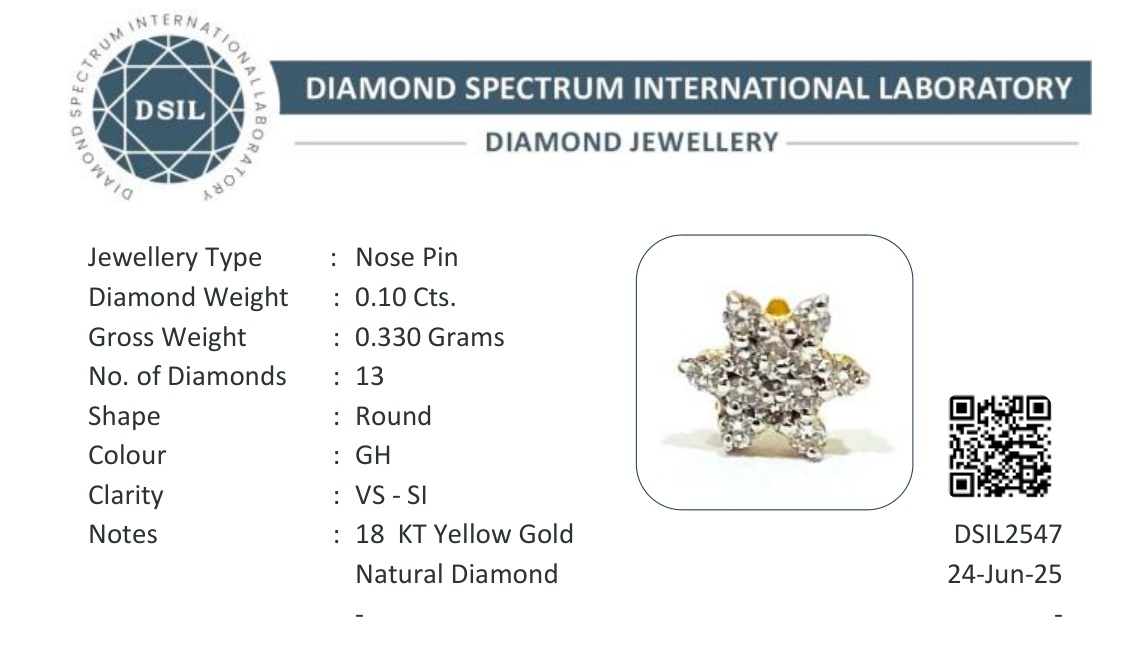 DIAMOND SPECTRUM INTERNATIONAL LABORATORY
DSIL
DIAMOND SPECTRUM INTERNATIONAL LABORATORY
DIAMOND JEWELLERY
Jewellery Type : Nose Pin
Diamond Weight : 0.10 Cts.
Gross Weight : 0.330 Grams
No. of Diamonds : 13
Shape : Round
Colour : GH
Clarity : VS - SI
Notes : 18 KT Yellow Gold DSIL2547
Natural Diamond 24-Jun-25
- -